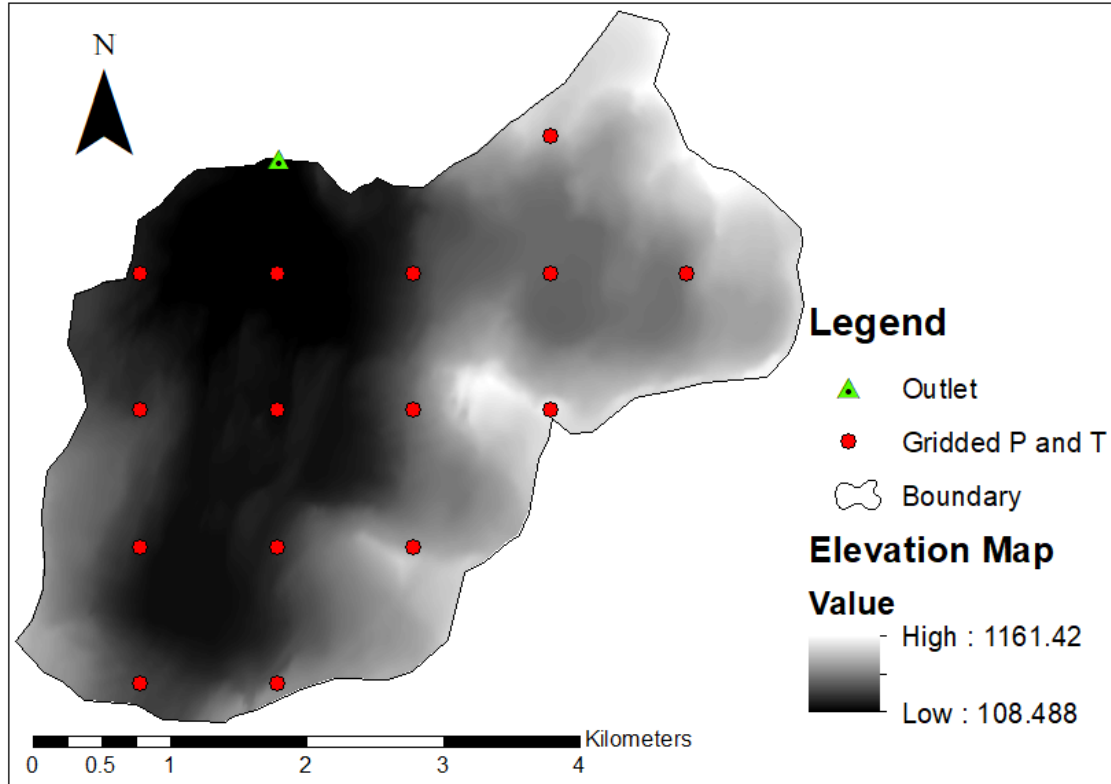 N
Legend
Outlet
Gridded P and T
Boundary
Elevation Map
Value
High : 1161.42
Low : 108.488
Kilometers
0 0.5 1 2 3 4